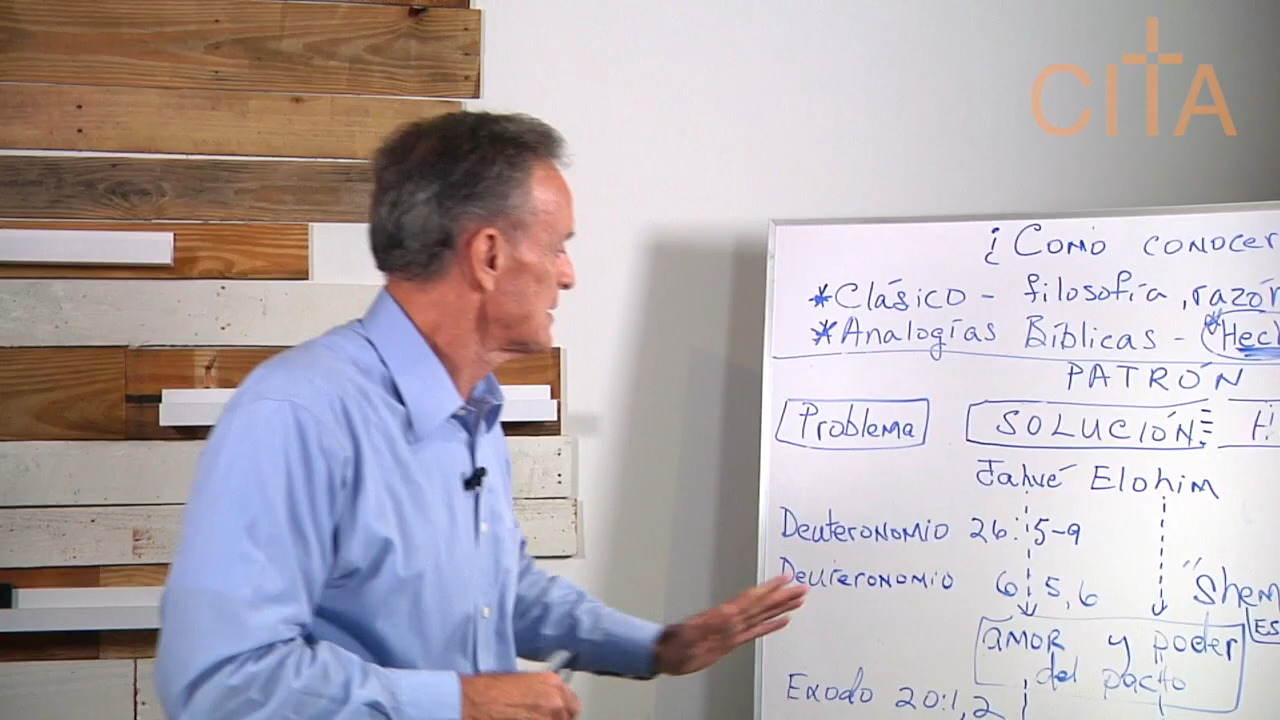 CITA
¿Como conocer
*Clásico - filosofía, razón
*Analogías Bíblicas - *Hec
PATRÓN
Problema SOLUCIÓN
Jahvé Elohim
Deuteronomio 26:5-9
Deuteronomio 6:5,6 "Shem
ES
amor y poder
del pacto
Exodo 20:1,2